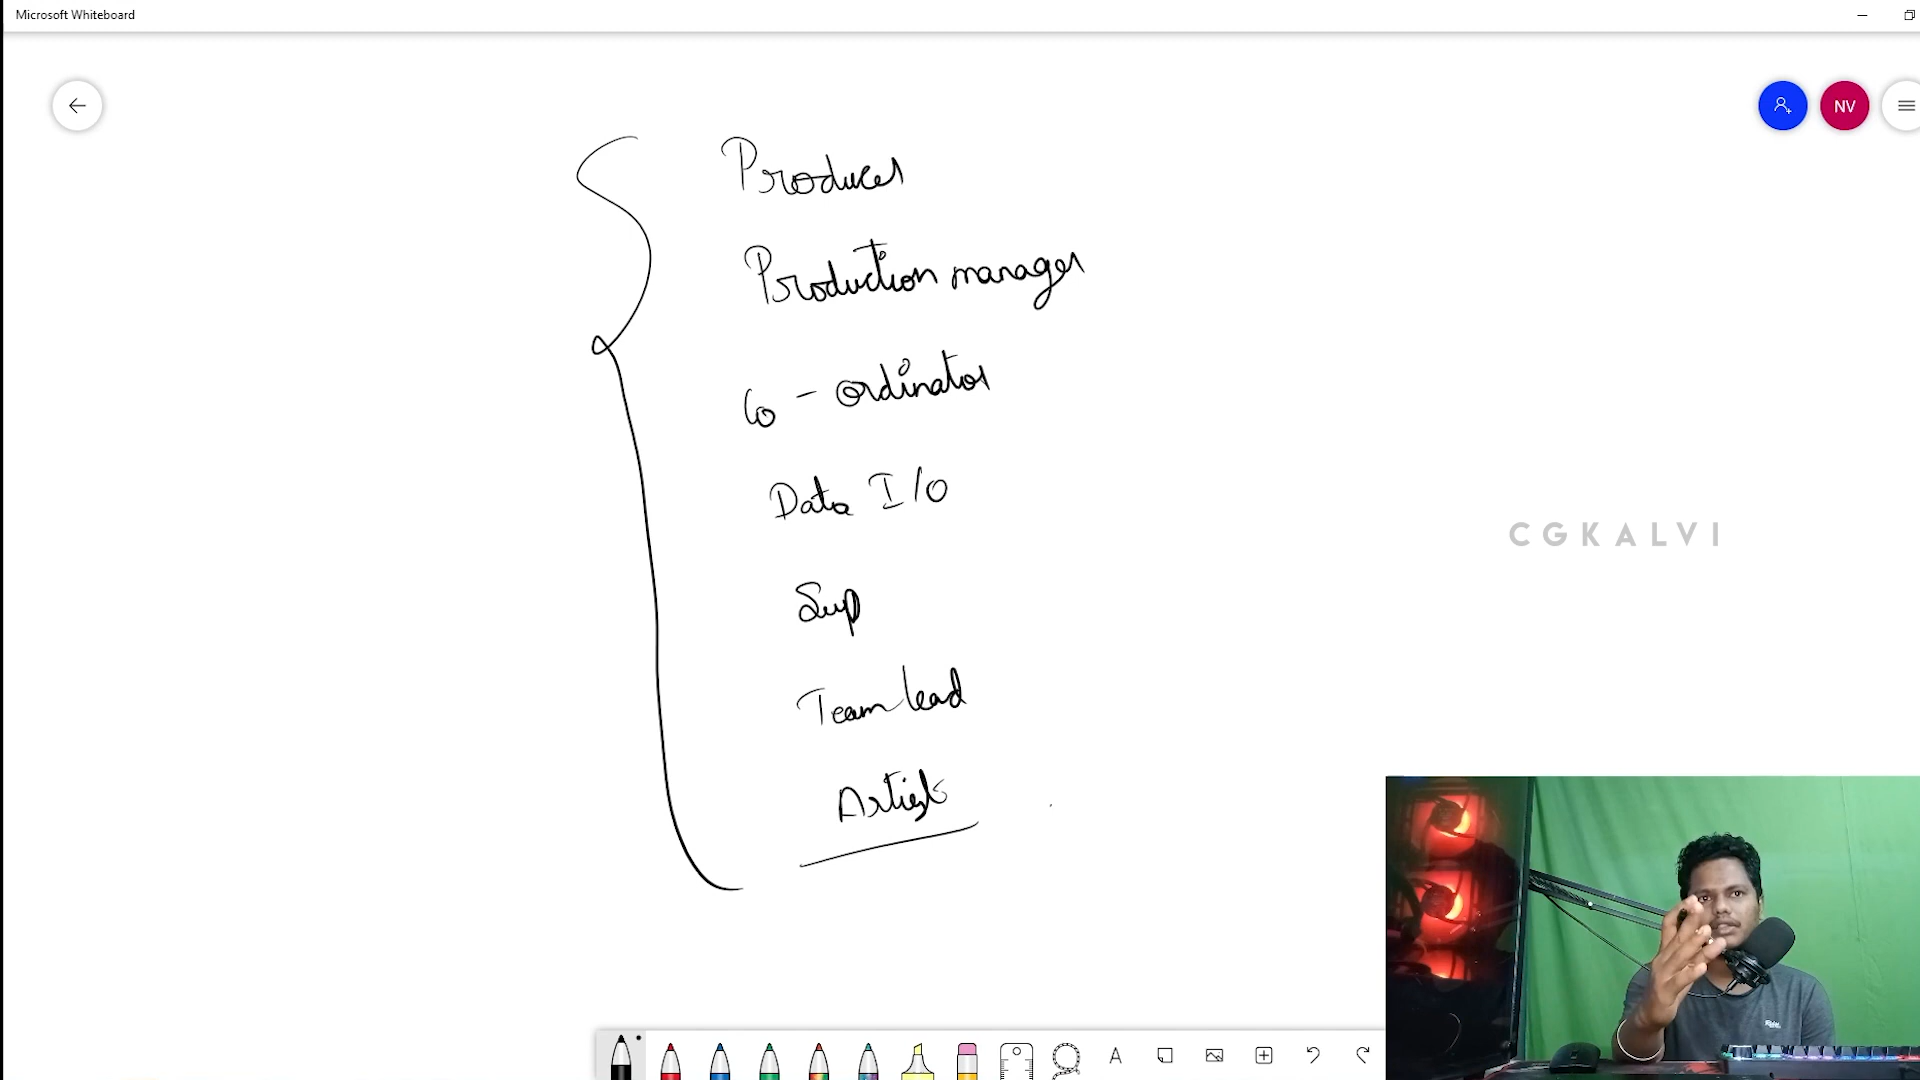 Microsoft Whiteboard
NV
Producer
Production manager
Co - ordinator
Data I/O
CGKALVI
Sup
Team lead
Artists
A